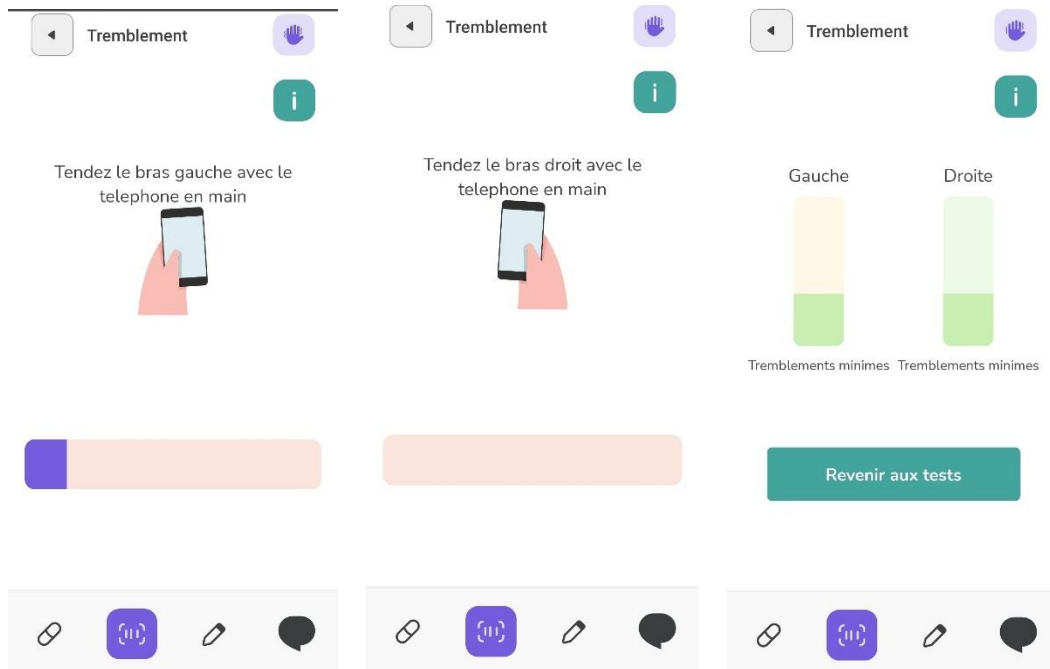 Tremblement
i
Tendez le bras gauche avec le
telephone en main
Tremblement
i
Tendez le bras droit avec le
telephone en main
Tremblement
i
Gauche
Droite
Tremblements minimes
Tremblements minimes
Revenir aux tests